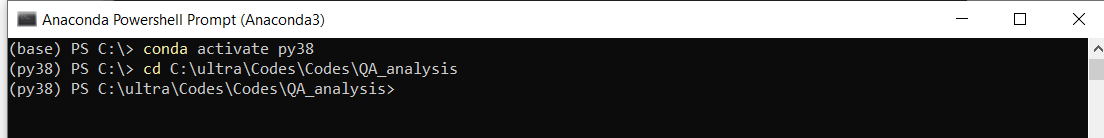 Anaconda Powershell Prompt (Anaconda3)
(base) PS C:\> conda activate py38
(py38) PS C:\> cd C:\ultra\Codes\Codes\QA_analysis
(py38) PS C:\ultra\Codes\Codes\QA_analysis>